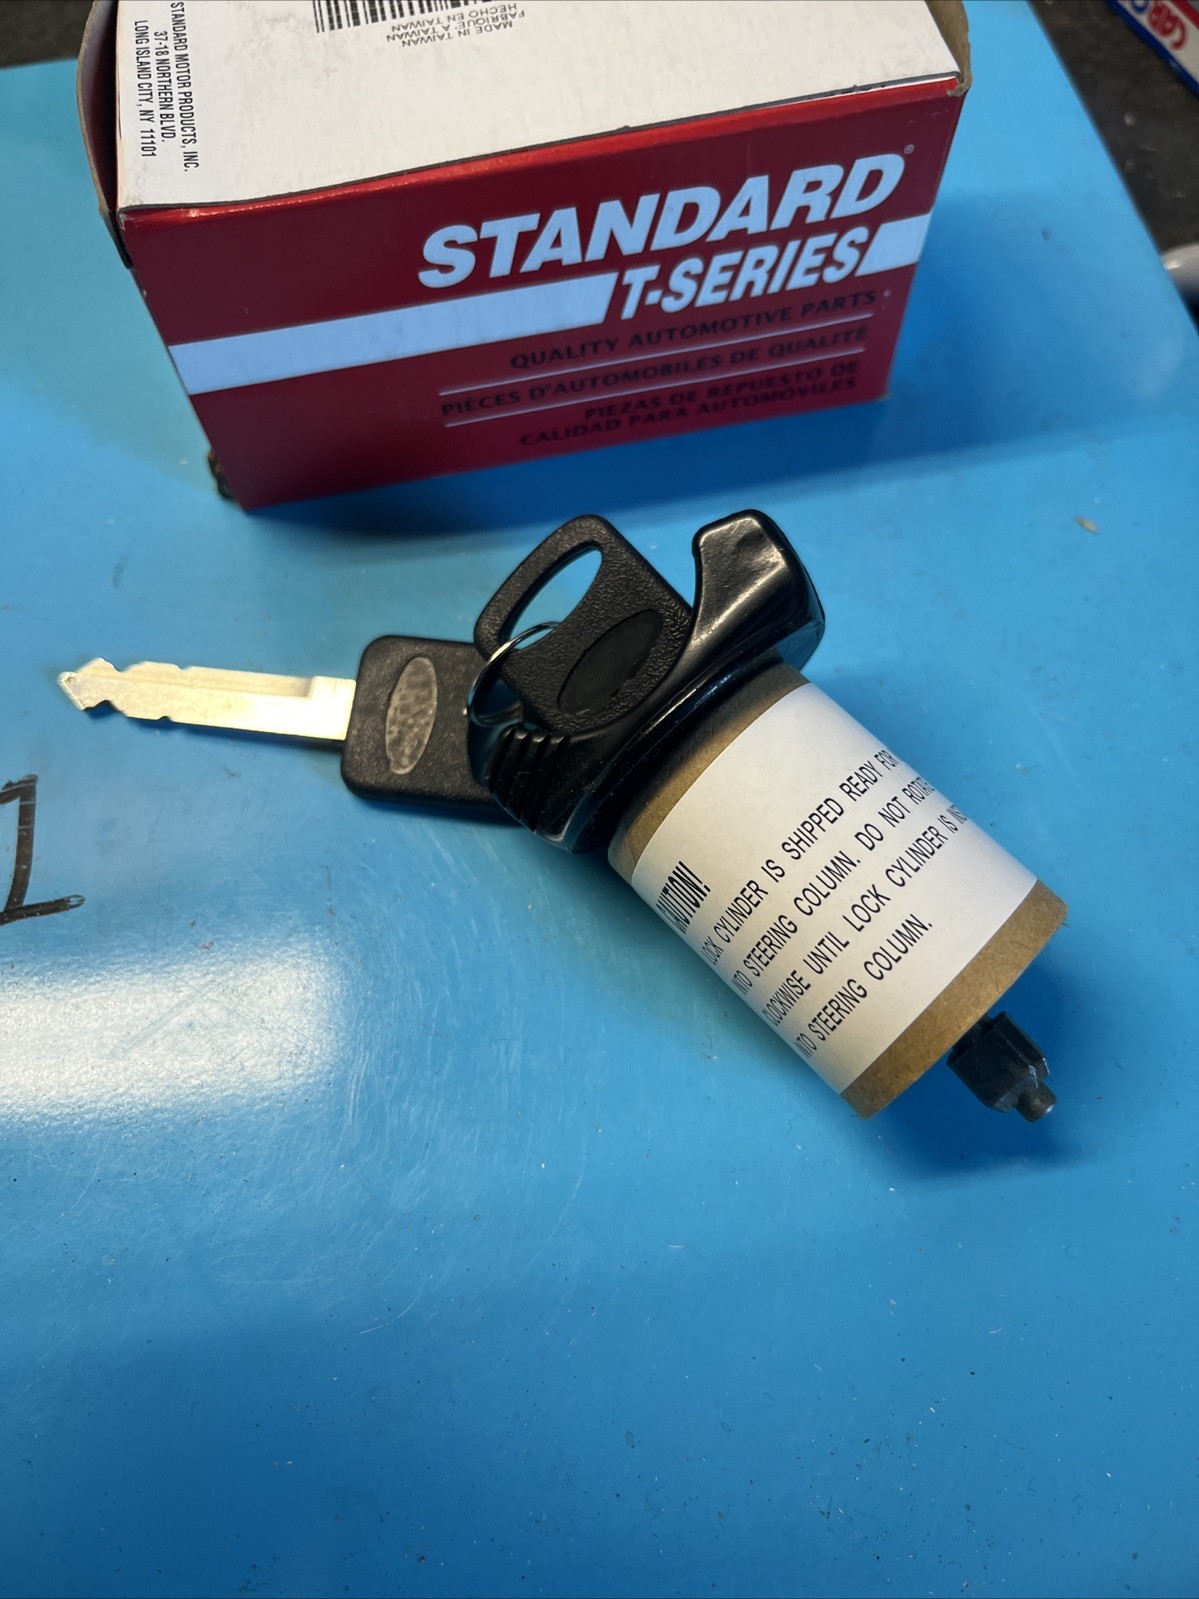 MADE IN TAIWAN
FABRIQUÉ A TAIWAN
HECHO EN TAIWAN
STANDARD MOTOR PRODUCTS, INC.
37-18 NORTHERN BLVD.
LONG ISLAND CITY, NY 11101
STANDARD®
T-SERIES
QUALITY AUTOMOTIVE PARTS
PIÈCES D'AUTOMOBILES DE QUALITÉ
PIEZAS DE REPUESTO DE
CALIDAD PARA AUTOMÓVILES
CAUTION!
LOCK CYLINDER IS SHIPPED READY FOR
INTO STEERING COLUMN. DO NOT ROTATE
CLOCKWISE UNTIL LOCK CYLINDER IS
INTO STEERING COLUMN.
1